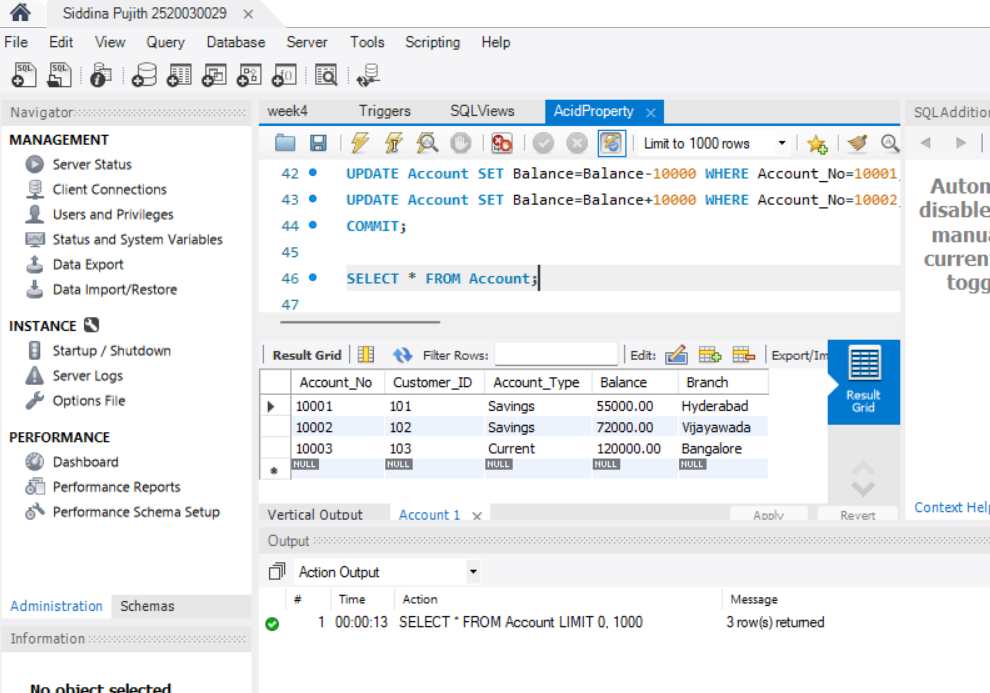 Siddina Pujith 2520030029
File Edit View Query Database Server Tools Scripting Help
Navigator
MANAGEMENT
Server Status
Client Connections
Users and Privileges
Status and System Variables
Data Export
Data Import/Restore
INSTANCE
Startup / Shutdown
Server Logs
Options File
PERFORMANCE
Dashboard
Performance Reports
Performance Schema Setup
Administration Schemas
Information
No object selected
week4 Triggers SQLViews AcidProperty
Limit to 1000 rows
42 UPDATE Account SET Balance=Balance-10000 WHERE Account_No=10001
43 UPDATE Account SET Balance=Balance+10000 WHERE Account_No=10002
44 COMMIT;
45
46 SELECT * FROM Account;
47
Result Grid Filter Rows: Edit: Export/Im
Account_No Customer_ID Account_Type Balance Branch
10001 101 Savings 55000.00 Hyderabad
10002 102 Savings 72000.00 Vijayawada
10003 103 Current 120000.00 Bangalore
NULL NULL NULL NULL NULL
Result
Grid
Vertical Output Account 1 Apply Revert
Output
Action Output
# Time Action Message
1 00:00:13 SELECT * FROM Account LIMIT 0, 1000 3 row(s) returned
SQLAddition
Autom
disable
manua
curren
togg
Context Help